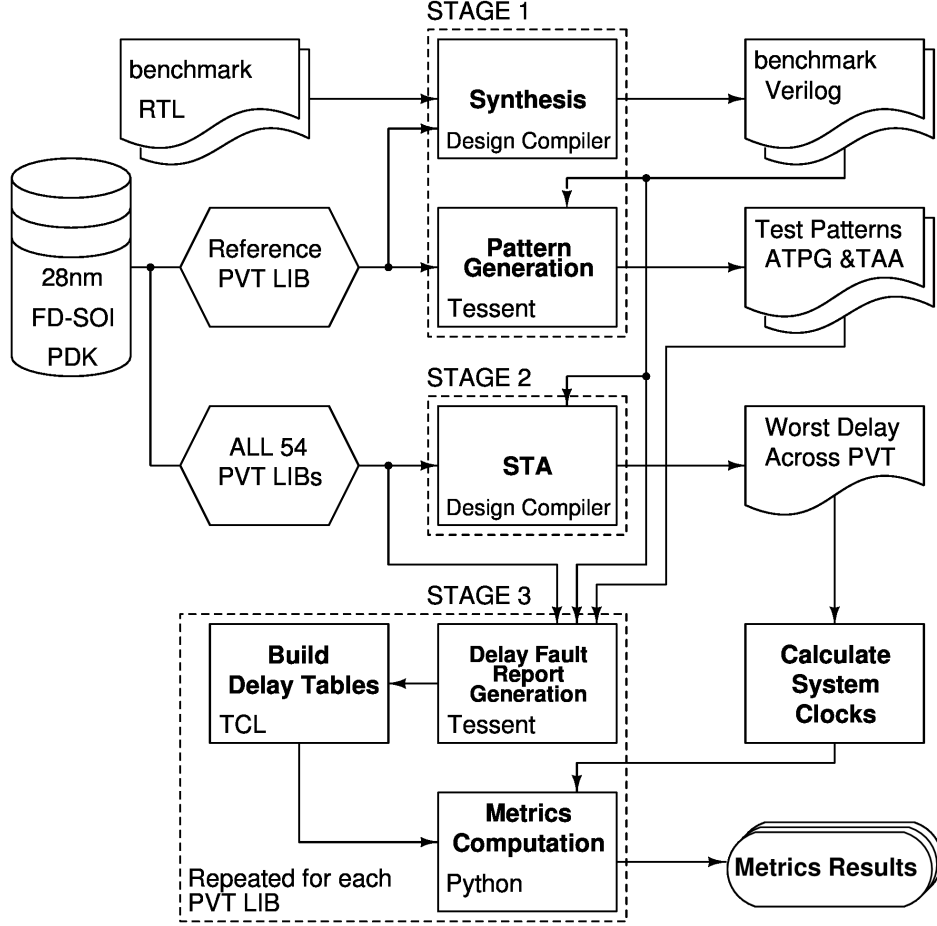 STAGE 1
benchmark
RTL
Synthesis
Design Compiler
benchmark
Verilog
28nm
FD-SOI
PDK
Reference
PVT LIB
Pattern
Generation
Tessent
Test Patterns
ATPG &TAA
STAGE 2
ALL 54
PVT LIBs
STA
Design Compiler
Worst Delay
Across PVT
STAGE 3
Build
Delay Tables
TCL
Delay Fault
Report
Generation
Tessent
Calculate
System
Clocks
Metrics
Computation
Python
Repeated for each
PVT LIB
Metrics Results